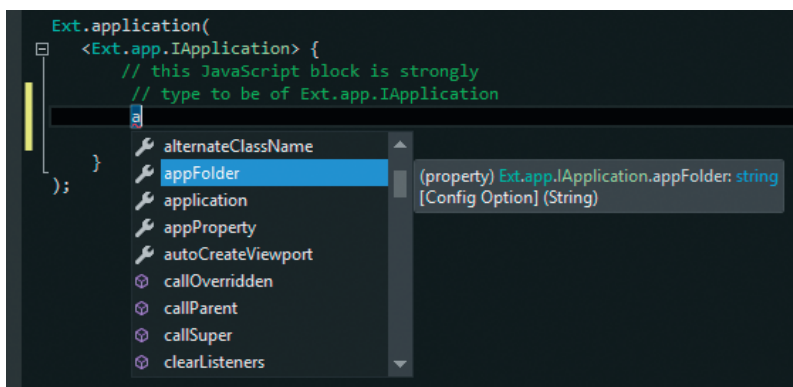 Ext.application(
<Ext.app.IApplication> {
// this JavaScript block is strongly
// type to be of Ext.app.IApplication
a
alternateClassName
appFolder
(property) Ext.app.IApplication.appFolder: string
[Config Option] (String)
application
appProperty
autoCreateViewport
callOverridden
callParent
callSuper
clearListeners
}
);